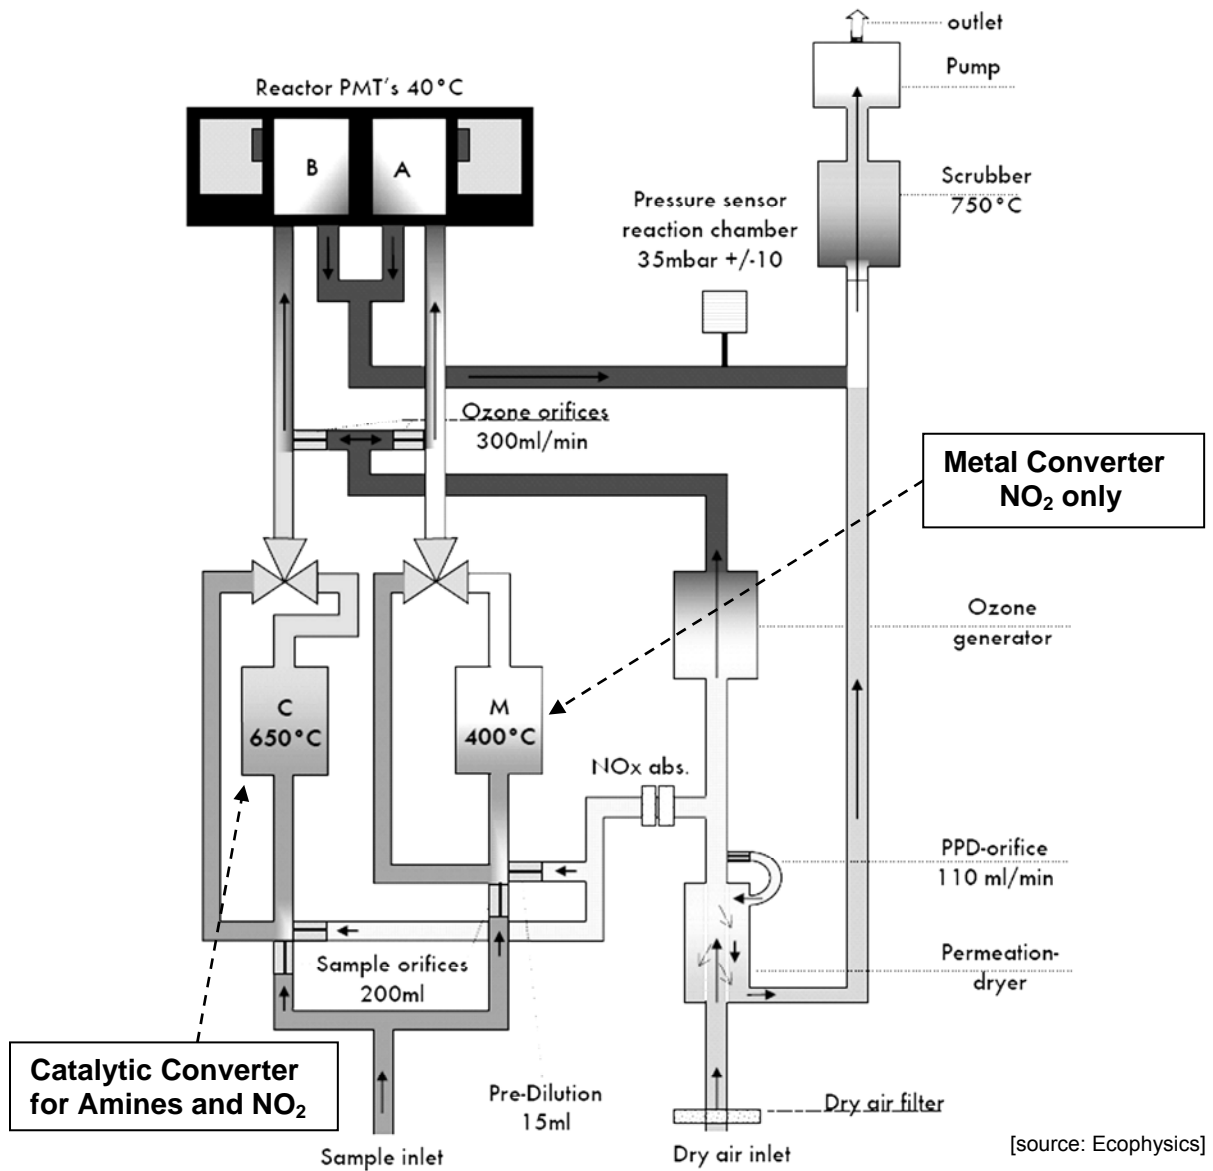 outlet
Pump
Reactor PMT's 40°C
B
A
Scrubber
750°C
Pressure sensor
reaction chamber
35mbar +/-10
Ozone orifices
300ml/min
Metal Converter
NO₂ only
Ozone
generator
C
650°C
M
400°C
NOx abs.
PPD-orifice
110 ml/min
Sample orifices
200ml
Permeation-
dryer
Catalytic Converter
for Amines and NO₂
Pre-Dilution
15ml
Dry air filter
Sample inlet
Dry air inlet
[source: Ecophysics]